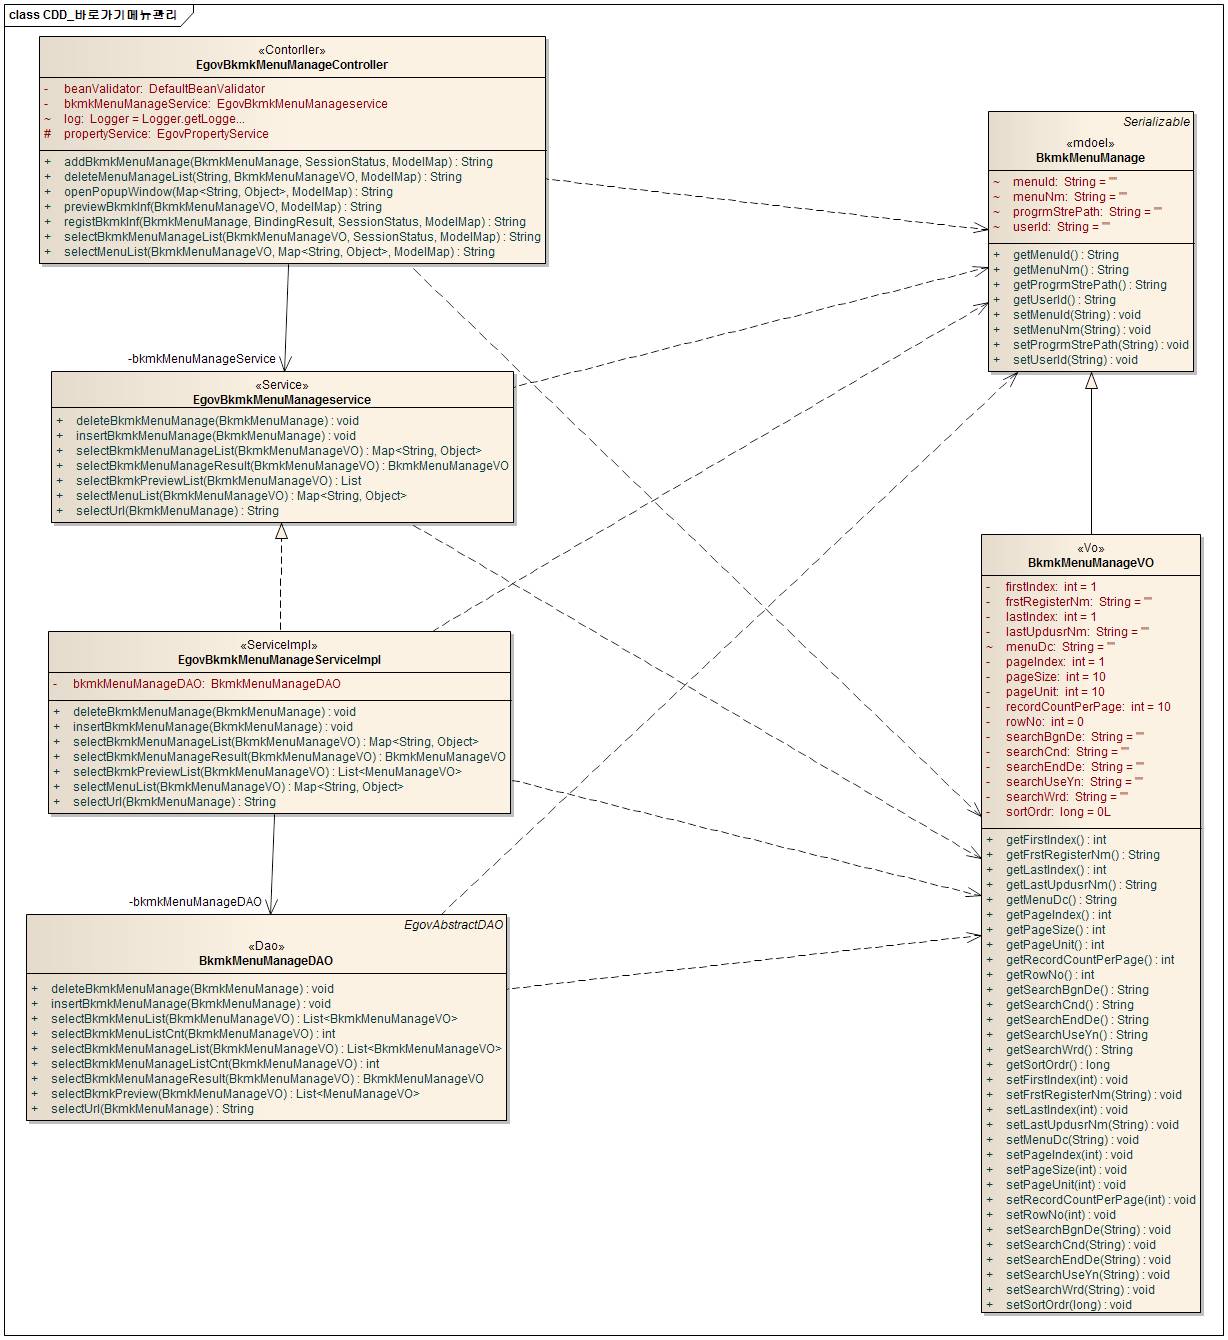 class CDD_바로가기메뉴관리
«Contorller»
EgovBkmkMenuManageController
- beanValidator: DefaultBeanValidator
- bkmkMenuManageService: EgovBkmkMenuManageservice
~ log: Logger = Logger.getLogge...
# propertyService: EgovPropertyService
+ addBkmkMenuManage(BkmkMenuManage, SessionStatus, ModelMap) : String
+ deleteMenuManageList(String, BkmkMenuManageVO, ModelMap) : String
+ openPopupWindow(Map<String, Object>, ModelMap) : String
+ previewBkmkInf(BkmkMenuManageVO, ModelMap) : String
+ registBkmkInf(BkmkMenuManage, BindingResult, SessionStatus, ModelMap) : String
+ selectBkmkMenuManageList(BkmkMenuManageVO, SessionStatus, ModelMap) : String
+ selectMenuList(BkmkMenuManageVO, Map<String, Object>, ModelMap) : String
Serializable
«mdoel»
BkmkMenuManage
~ menuId: String = ""
~ menuNm: String = ""
~ progrmStrePath: String = ""
~ userId: String = ""
+ getMenuId() : String
+ getMenuNm() : String
+ getProgrmStrePath() : String
+ getUserId() : String
+ setMenuId(String) : void
+ setMenuNm(String) : void
+ setProgrmStrePath(String) : void
+ setUserId(String) : void
-bkmkMenuManageService
«Service»
EgovBkmkMenuManageservice
+ deleteBkmkMenuManage(BkmkMenuManage) : void
+ insertBkmkMenuManage(BkmkMenuManage) : void
+ selectBkmkMenuManageList(BkmkMenuManageVO) : Map<String, Object>
+ selectBkmkMenuManageResult(BkmkMenuManageVO) : BkmkMenuManageVO
+ selectBkmkPreviewList(BkmkMenuManageVO) : List
+ selectMenuList(BkmkMenuManageVO) : Map<String, Object>
+ selectUrl(BkmkMenuManage) : String
«ServiceImpl»
EgovBkmkMenuManageServiceImpl
- bkmkMenuManageDAO: BkmkMenuManageDAO
+ deleteBkmkMenuManage(BkmkMenuManage) : void
+ insertBkmkMenuManage(BkmkMenuManage) : void
+ selectBkmkMenuManageList(BkmkMenuManageVO) : Map<String, Object>
+ selectBkmkMenuManageResult(BkmkMenuManageVO) : BkmkMenuManageVO
+ selectBkmkPreviewList(BkmkMenuManageVO) : List<MenuManageVO>
+ selectMenuList(BkmkMenuManageVO) : Map<String, Object>
+ selectUrl(BkmkMenuManage) : String
-bkmkMenuManageDAO
EgovAbstractDAO
«Dao»
BkmkMenuManageDAO
+ deleteBkmkMenuManage(BkmkMenuManage) : void
+ insertBkmkMenuManage(BkmkMenuManage) : void
+ selectBkmkMenuList(BkmkMenuManageVO) : List<BkmkMenuManageVO>
+ selectBkmkMenuListCnt(BkmkMenuManageVO) : int
+ selectBkmkMenuManageList(BkmkMenuManageVO) : List<BkmkMenuManageVO>
+ selectBkmkMenuManageListCnt(BkmkMenuManageVO) : int
+ selectBkmkMenuManageResult(BkmkMenuManageVO) : BkmkMenuManageVO
+ selectBkmkPreview(BkmkMenuManageVO) : List<MenuManageVO>
+ selectUrl(BkmkMenuManage) : String
«Vo»
BkmkMenuManageVO
- firstIndex: int = 1
- frstRegisterNm: String = ""
- lastIndex: int = 1
- lastUpdusrNm: String = ""
~ menuDc: String = ""
- pageIndex: int = 1
- pageSize: int = 10
- pageUnit: int = 10
- recordCountPerPage: int = 10
- rowNo: int = 0
- searchBgnDe: String = ""
- searchCnd: String = ""
- searchEndDe: String = ""
- searchUseYn: String = ""
- searchWrd: String = ""
- sortOrdr: long = 0L
+ getFirstIndex() : int
+ getFrstRegisterNm() : String
+ getLastIndex() : int
+ getLastUpdusrNm() : String
+ getMenuDc() : String
+ getPageIndex() : int
+ getPageSize() : int
+ getPageUnit() : int
+ getRecordCountPerPage() : int
+ getRowNo() : int
+ getSearchBgnDe() : String
+ getSearchCnd() : String
+ getSearchEndDe() : String
+ getSearchUseYn() : String
+ getSearchWrd() : String
+ getSortOrdr() : long
+ setFirstIndex(int) : void
+ setFrstRegisterNm(String) : void
+ setLastIndex(int) : void
+ setLastUpdusrNm(String) : void
+ setMenuDc(String) : void
+ setPageIndex(int) : void
+ setPageSize(int) : void
+ setPageUnit(int) : void
+ setRecordCountPerPage(int) : void
+ setRowNo(int) : void
+ setSearchBgnDe(String) : void
+ setSearchCnd(String) : void
+ setSearchEndDe(String) : void
+ setSearchUseYn(String) : void
+ setSearchWrd(String) : void
+ setSortOrdr(long) : void